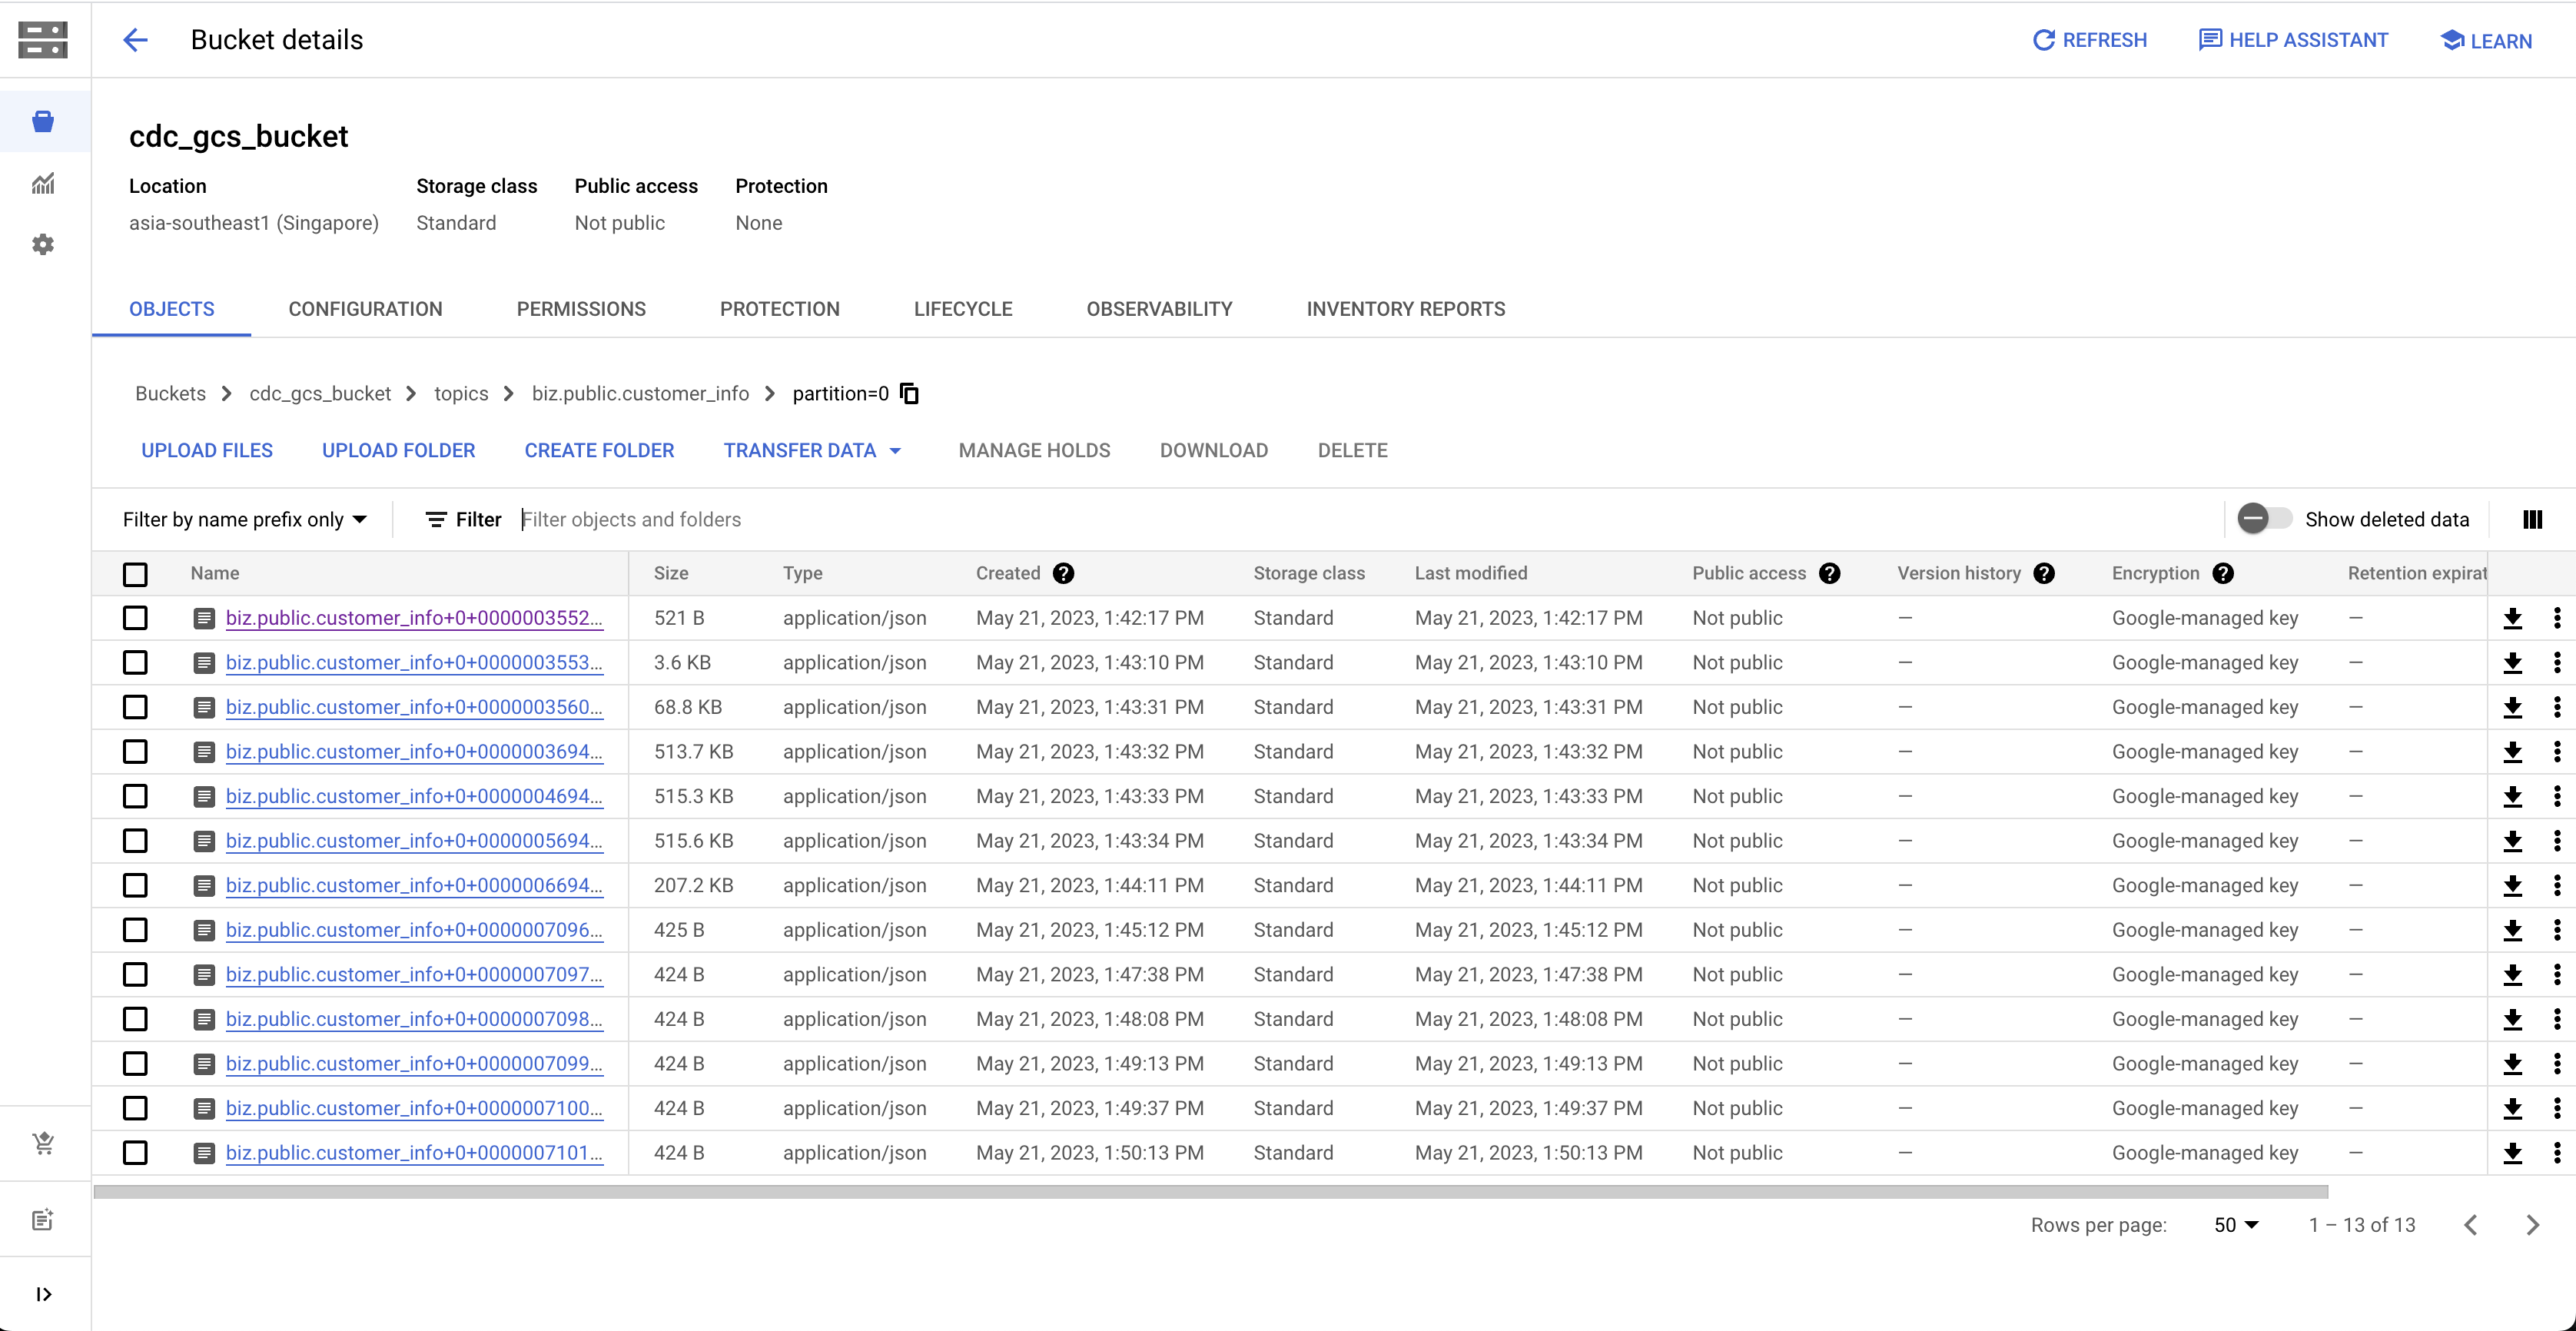 Bucket details REFRESH HELP ASSISTANT LEARN
cdc_gcs_bucket
Location Storage class Public access Protection
asia-southeast1 (Singapore) Standard Not public None
OBJECTS CONFIGURATION PERMISSIONS PROTECTION LIFECYCLE OBSERVABILITY INVENTORY REPORTS
Buckets > cdc_gcs_bucket > topics > biz.public.customer_info > partition=0
UPLOAD FILES UPLOAD FOLDER CREATE FOLDER TRANSFER DATA MANAGE HOLDS DOWNLOAD DELETE
Filter by name prefix only Filter Filter objects and folders Show deleted data
Name Size Type Created Storage class Last modified Public access Version history Encryption Retention expirat
biz.public.customer_info+0+0000003552... 521 B application/json May 21, 2023, 1:42:17 PM Standard May 21, 2023, 1:42:17 PM Not public — Google-managed key —
biz.public.customer_info+0+0000003553... 3.6 KB application/json May 21, 2023, 1:43:10 PM Standard May 21, 2023, 1:43:10 PM Not public — Google-managed key —
biz.public.customer_info+0+0000003560... 68.8 KB application/json May 21, 2023, 1:43:31 PM Standard May 21, 2023, 1:43:31 PM Not public — Google-managed key —
biz.public.customer_info+0+0000003694... 513.7 KB application/json May 21, 2023, 1:43:32 PM Standard May 21, 2023, 1:43:32 PM Not public — Google-managed key —
biz.public.customer_info+0+0000004694... 515.3 KB application/json May 21, 2023, 1:43:33 PM Standard May 21, 2023, 1:43:33 PM Not public — Google-managed key —
biz.public.customer_info+0+0000005694... 515.6 KB application/json May 21, 2023, 1:43:34 PM Standard May 21, 2023, 1:43:34 PM Not public — Google-managed key —
biz.public.customer_info+0+0000006694... 207.2 KB application/json May 21, 2023, 1:44:11 PM Standard May 21, 2023, 1:44:11 PM Not public — Google-managed key —
biz.public.customer_info+0+0000007096... 425 B application/json May 21, 2023, 1:45:12 PM Standard May 21, 2023, 1:45:12 PM Not public — Google-managed key —
biz.public.customer_info+0+0000007097... 424 B application/json May 21, 2023, 1:47:38 PM Standard May 21, 2023, 1:47:38 PM Not public — Google-managed key —
biz.public.customer_info+0+0000007098... 424 B application/json May 21, 2023, 1:48:08 PM Standard May 21, 2023, 1:48:08 PM Not public — Google-managed key —
biz.public.customer_info+0+0000007099... 424 B application/json May 21, 2023, 1:49:13 PM Standard May 21, 2023, 1:49:13 PM Not public — Google-managed key —
biz.public.customer_info+0+0000007100... 424 B application/json May 21, 2023, 1:49:37 PM Standard May 21, 2023, 1:49:37 PM Not public — Google-managed key —
biz.public.customer_info+0+0000007101... 424 B application/json May 21, 2023, 1:50:13 PM Standard May 21, 2023, 1:50:13 PM Not public — Google-managed key —
Rows per page: 50 1 – 13 of 13